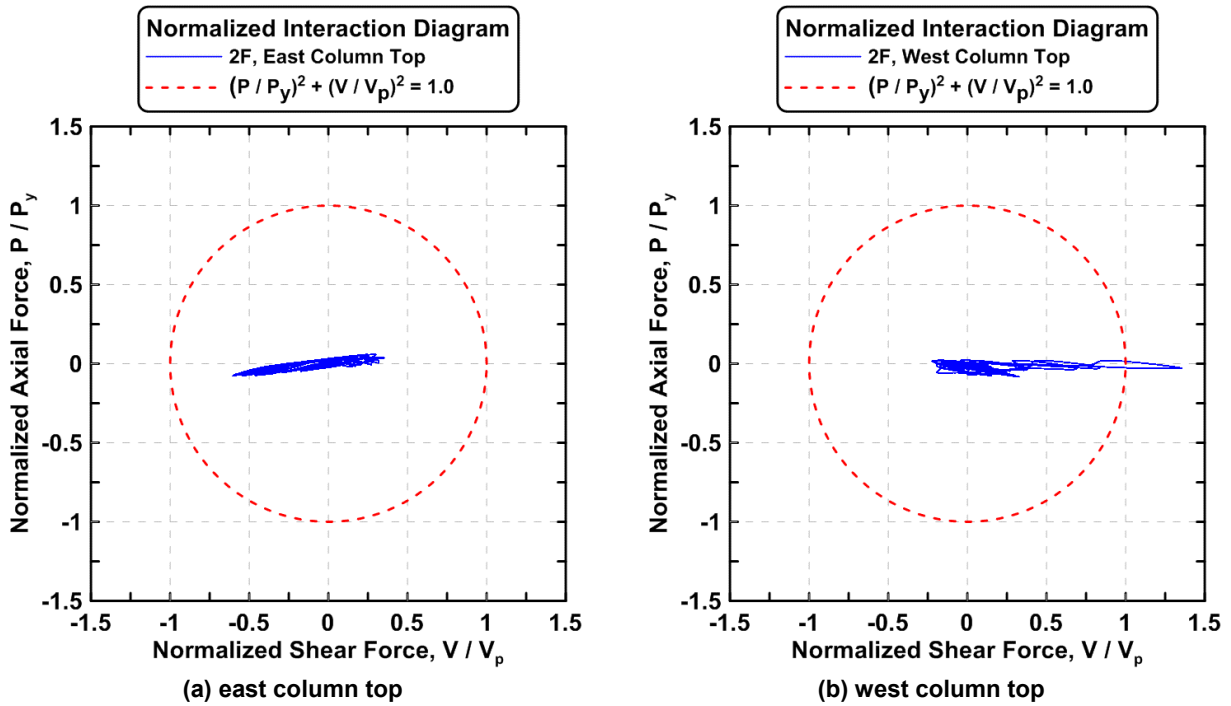 Normalized Interaction Diagram
2F, East Column Top
(P / Py)² + (V / Vp)² = 1.0
1.5
1
0.5
0
-0.5
-1
-1.5
Normalized Axial Force, P / Py
-1.5 -1 -0.5 0 0.5 1 1.5
Normalized Shear Force, V / Vp
(a) east column top
Normalized Interaction Diagram
2F, West Column Top
(P / Py)² + (V / Vp)² = 1.0
1.5
1
0.5
0
-0.5
-1
-1.5
Normalized Axial Force, P / Py
-1.5 -1 -0.5 0 0.5 1 1.5
Normalized Shear Force, V / Vp
(b) west column top